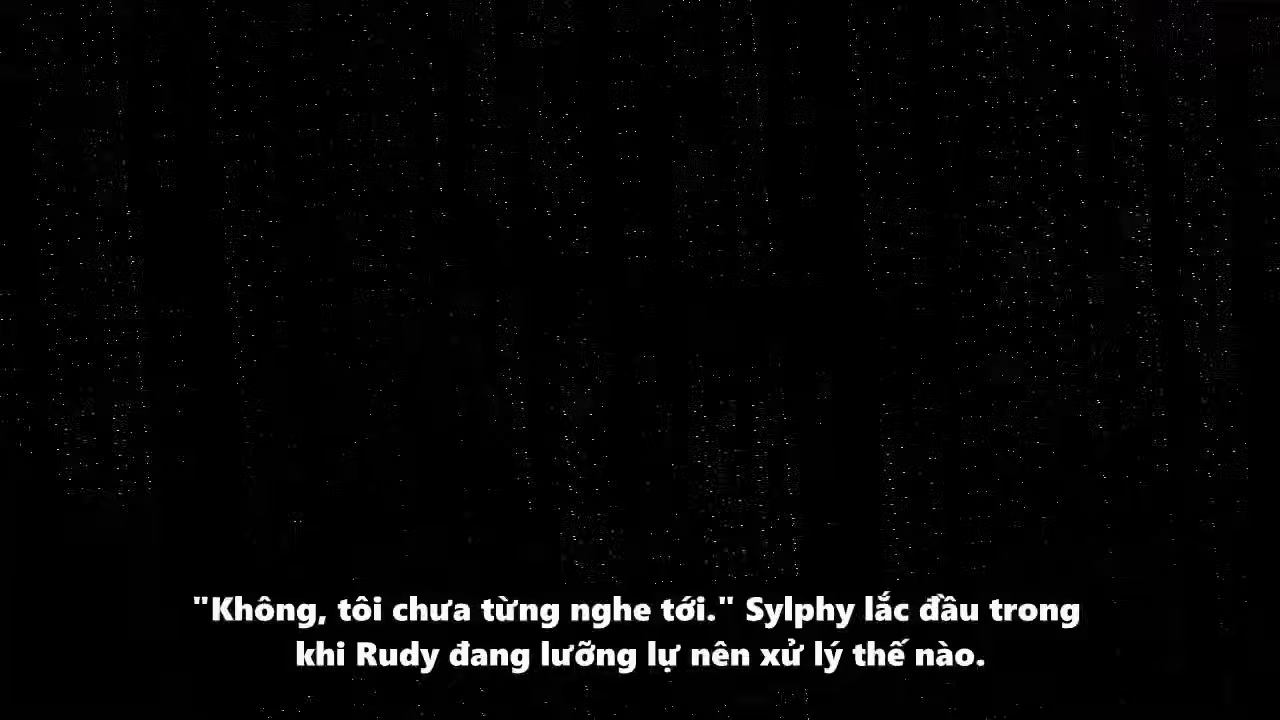 "Không, tôi chưa từng nghe tới." Sylphy lắc đầu trong
khi Rudy đang lưỡng lự nên xử lý thế nào.